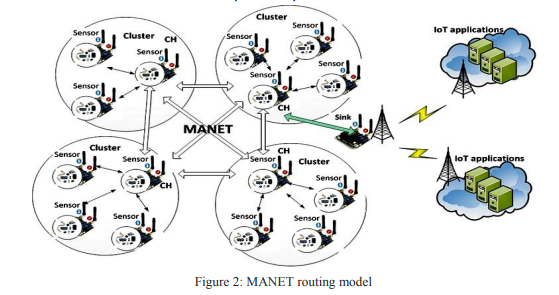 Sensor
Cluster
CH
Sensor
Sensor
Sensor
Cluster
Sensor
Sensor
Sensor
CH
IoT applications
MANET
Sink
Cluster
Sensor
Sensor
CH
Sensor
Sensor
CH
Sensor
Cluster
Sensor
Sensor
Sensor
IoT applications
Figure 2: MANET routing model